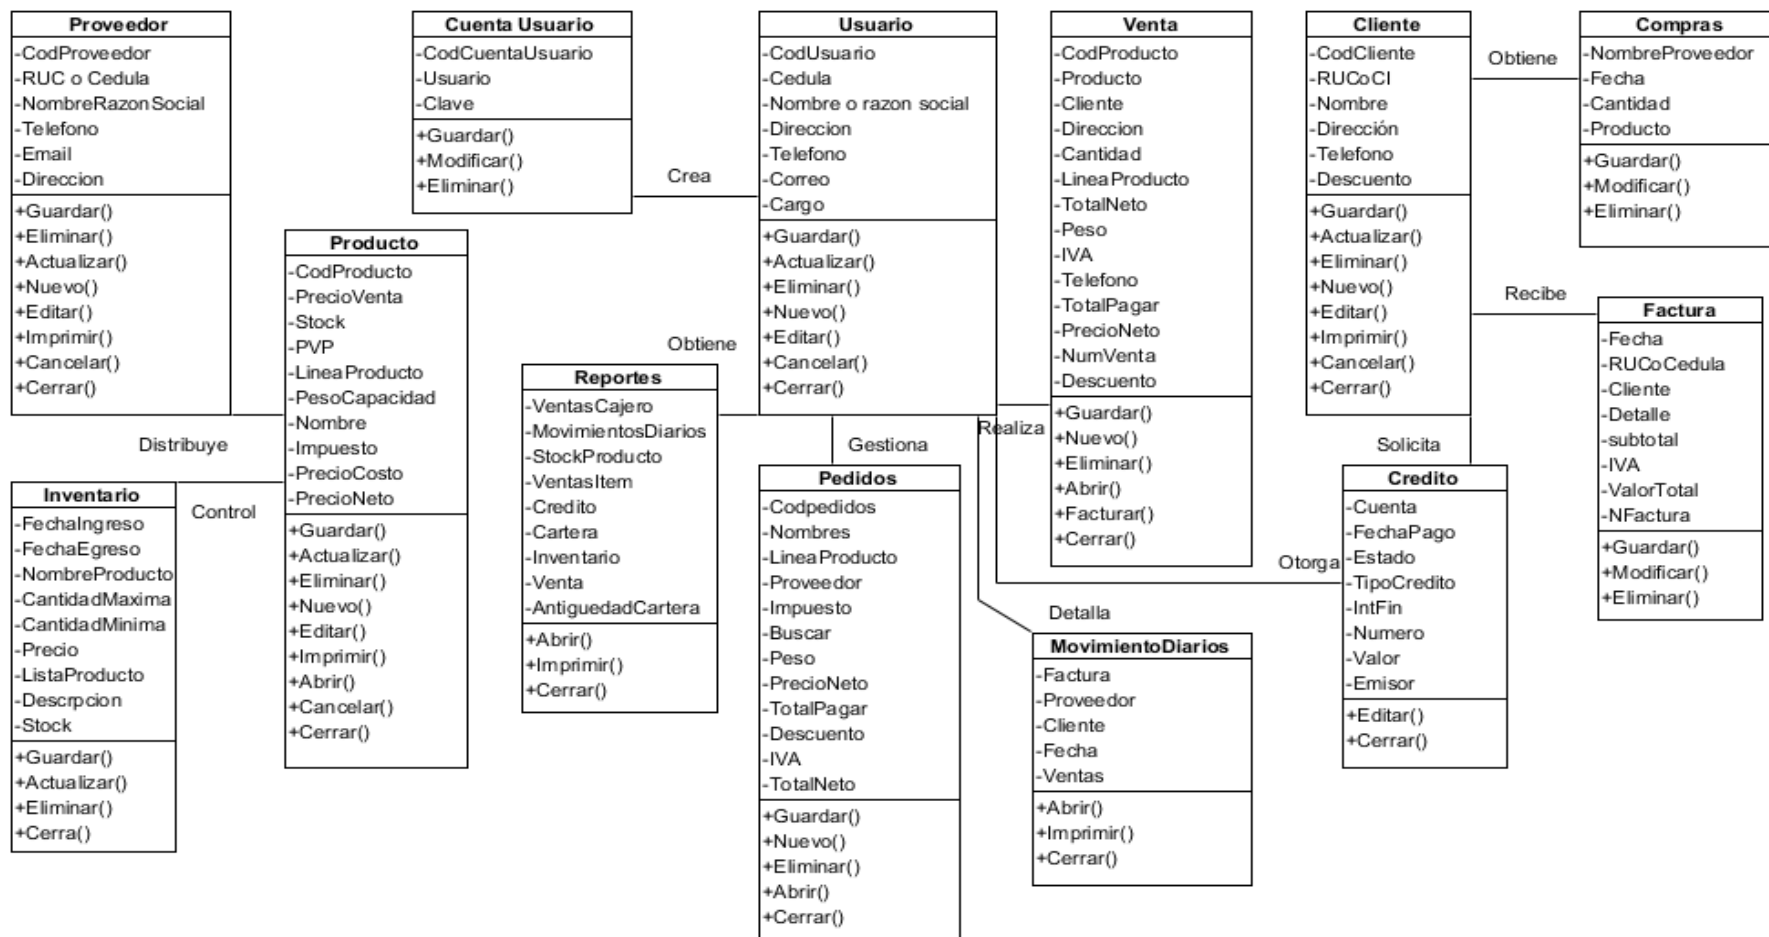 Proveedor
-CodProveedor
-RUC o Cedula
-NombreRazonSocial
-Telefono
-Email
-Direccion
+Guardar()
+Eliminar()
+Actualizar()
+Nuevo()
+Editar()
+Imprimir()
+Cancelar()
+Cerrar()
Distribuye
Inventario
-FechaIngreso
-FechaEgreso
-NombreProducto
-CantidadMaxima
-CantidadMinima
-Precio
-ListaProducto
-Descrpcion
-Stock
+Guardar()
+Actualizar()
+Eliminar()
+Cerra()
Control
Producto
-CodProducto
-PrecioVenta
-Stock
-PVP
-LineaProducto
-PesoCapacidad
-Nombre
-Impuesto
-PrecioCosto
-PrecioNeto
+Guardar()
+Actualizar()
+Eliminar()
+Nuevo()
+Editar()
+Imprimir()
+Abrir()
+Cancelar()
+Cerrar()
Cuenta Usuario
-CodCuentaUsuario
-Usuario
-Clave
+Guardar()
+Modificar()
+Eliminar()
Crea
Obtiene
Reportes
-VentasCajero
-MovimientosDiarios
-StockProducto
-VentasItem
-Credito
-Cartera
-Inventario
-Venta
-AntiguedadCartera
+Abrir()
+Imprimir()
+Cerrar()
Usuario
-CodUsuario
-Cedula
-Nombre o razon social
-Direccion
-Telefono
-Correo
-Cargo
+Guardar()
+Actualizar()
+Eliminar()
+Nuevo()
+Editar()
+Cancelar()
+Cerrar()
Gestiona
Pedidos
-Codpedidos
-Nombres
-LineaProducto
-Proveedor
-Impuesto
-Buscar
-Peso
-PrecioNeto
-TotalPagar
-Descuento
-IVA
-TotalNeto
+Guardar()
+Nuevo()
+Eliminar()
+Abrir()
+Cerrar()
Realiza
Venta
-CodProducto
-Producto
-Cliente
-Direccion
-Cantidad
-LineaProducto
-TotalNeto
-Peso
-IVA
-Telefono
-TotalPagar
-PrecioNeto
-NumVenta
-Descuento
+Guardar()
+Nuevo()
+Eliminar()
+Abrir()
+Facturar()
+Cerrar()
Detalla
MovimientoDiarios
-Factura
-Proveedor
-Cliente
-Fecha
-Ventas
+Abrir()
+Imprimir()
+Cerrar()
Cliente
-CodCliente
-RUCoCI
-Nombre
-Dirección
-Telefono
-Descuento
+Guardar()
+Actualizar()
+Eliminar()
+Nuevo()
+Editar()
+Imprimir()
+Cancelar()
+Cerrar()
Solicita
Otorga
Credito
-Cuenta
-FechaPago
-Estado
-TipoCredito
-IntFin
-Numero
-Valor
-Emisor
+Editar()
+Cerrar()
Obtiene
Compras
-NombreProveedor
-Fecha
-Cantidad
-Producto
+Guardar()
+Modificar()
+Eliminar()
Recibe
Factura
-Fecha
-RUCoCedula
-Cliente
-Detalle
-subtotal
-IVA
-ValorTotal
-NFactura
+Guardar()
+Modificar()
+Eliminar()